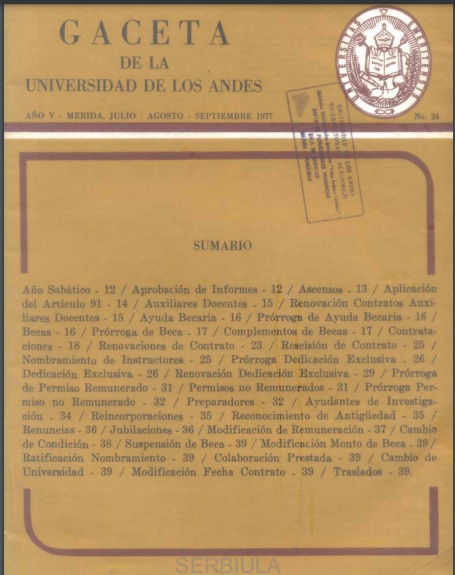 GACETA
DE LA
UNIVERSIDAD DE LOS ANDES
AÑO V - MERIDA, JULIO - AGOSTO - SEPTIEMBRE 1977
No. 24
SUMARIO
Año Sabático - 12 / Aprobación de Informes - 12 / Ascensos - 13 / Aplicación
del Artículo 91 - 14 / Auxiliares Docentes - 15 / Renovación Contratos Auxi-
liares Docentes - 15 / Ayuda Becaria - 16 / Prórroga de Ayuda Becaria - 16 /
Becas - 16 / Prórroga de Beca - 17 / Complementos de Becas - 17 / Contrata-
ciones - 18 / Renovaciones de Contrato - 23 / Rescisión de Contrato - 25 /
Nombramiento de Instructores - 25 / Prórroga Dedicación Exclusiva - 26
Dedicación Exclusiva - 26 / Renovación Dedicación Exclusiva - 29 / Prórroga
de Permiso Remunerado - 31 / Permisos no Remunerados - 31 / Prórroga Per-
miso no Remunerado - 32 / Preparadores - 32 / Ayudantes de Investiga-
ción - 34 / Reincorporaciones - 35 / Reconocimiento de Antigüedad - 35 /
Renuncias - 36 / Jubilaciones - 36 / Modificación de Remuneración - 37 / Cambio
de Condición - 38 / Suspensión de Beca - 39 / Modificación Monto de Beca - 39 /
Ratificación Nombramiento - 39 / Colaboración Prestada - 39 / Cambio de
Universidad - 39 / Modificación Fecha Contrato - 39 / Traslados - 39.
SERBIULA